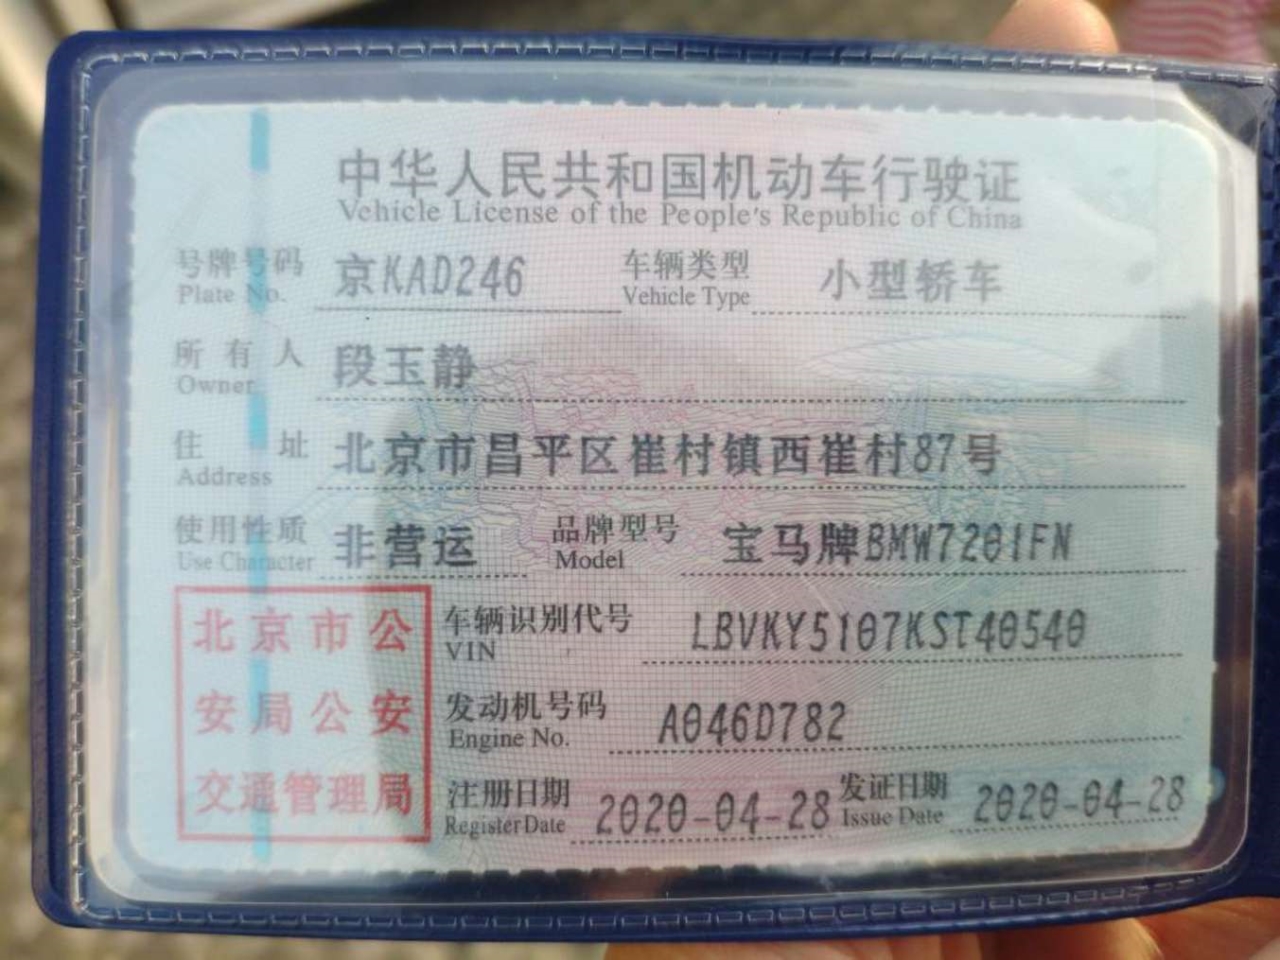 中华人民共和国机动车行驶证
Vehicle License of the People's Republic of China
号牌号码 京KAD246 车辆类型 小型轿车
Plate No. Vehicle Type
所有人 段玉静
Owner
住址 北京市昌平区崔村镇西崔村87号
Address
使用性质 非营运 品牌型号 宝马牌BMW7201FN
Use Character Model
北京市公 车辆识别代号 LBVKY5107KST40540
VIN
安局公安 发动机号码 A046D782
Engine No.
交通管理局 注册日期 2020-04-28 发证日期 2020-04-28
Register Date Issue Date